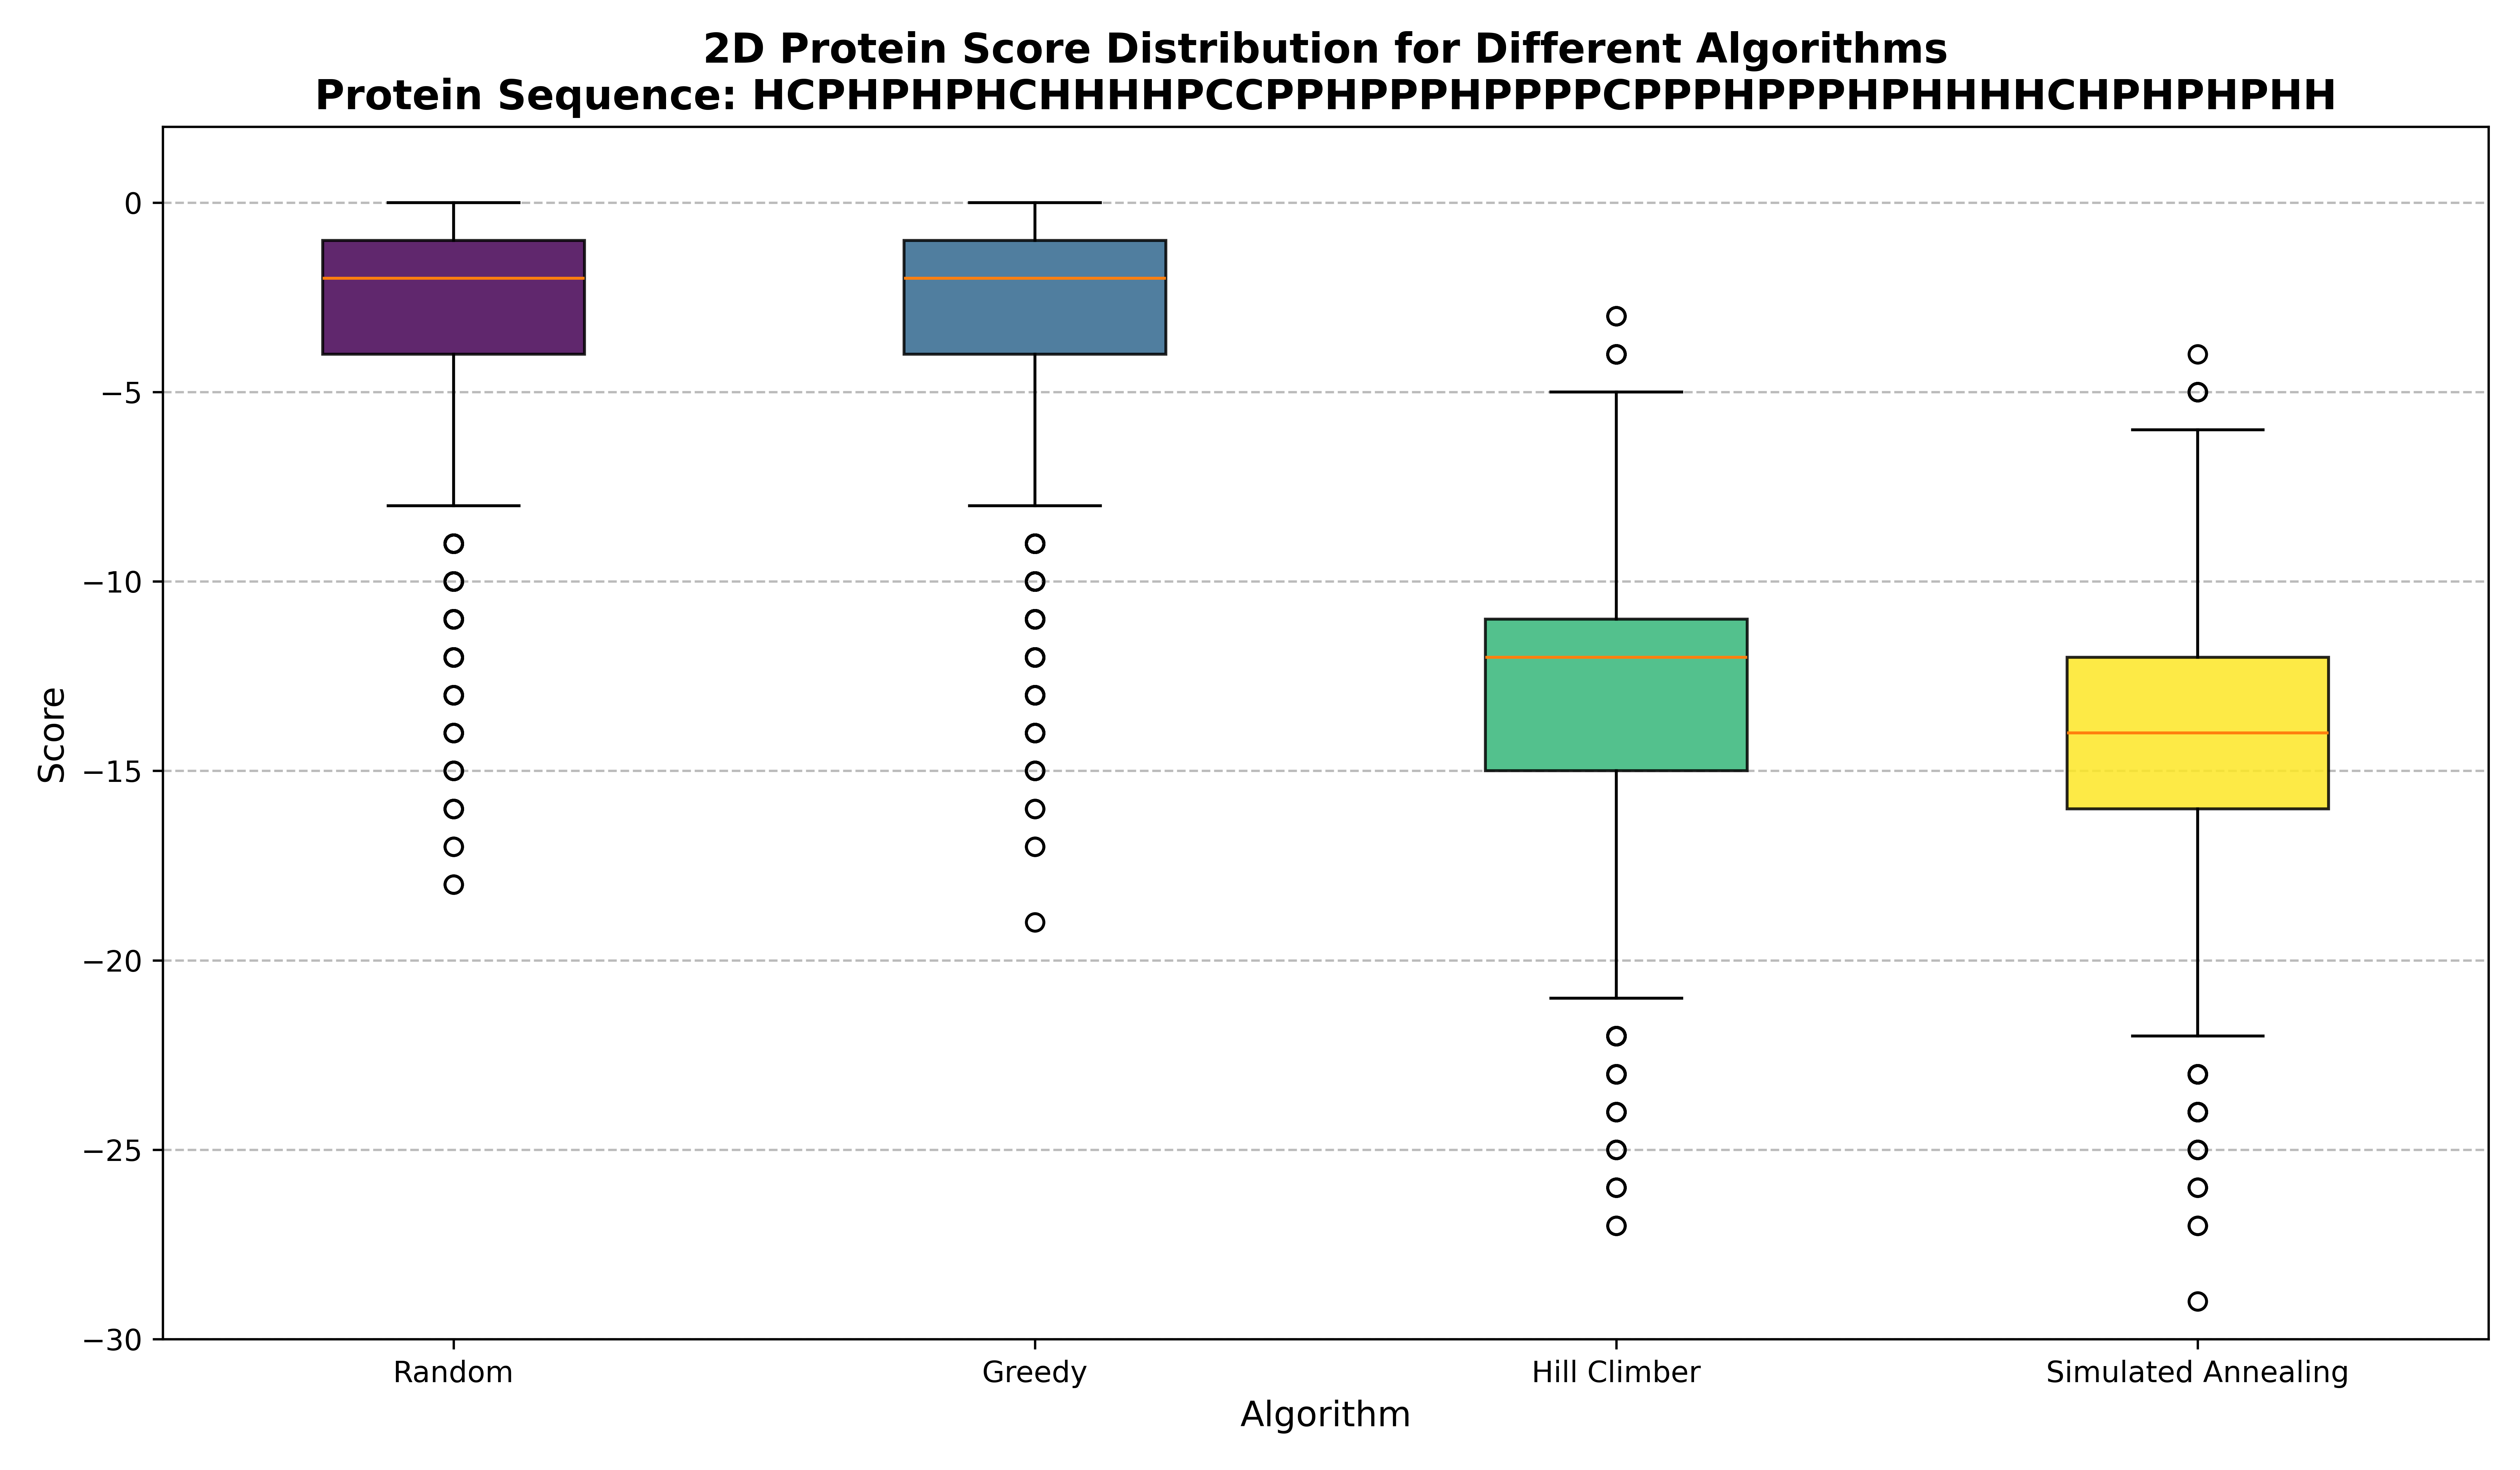 2D Protein Score Distribution for Different Algorithms
Protein Sequence: HCPHPHPHCHHHHHPCCPPHPPPHPPPPCPPPHPPPHPHHHHCHPHPHPHH
0
−5
−10
−15
−20
−25
−30
Score
Random
Greedy
Hill Climber
Simulated Annealing
Algorithm